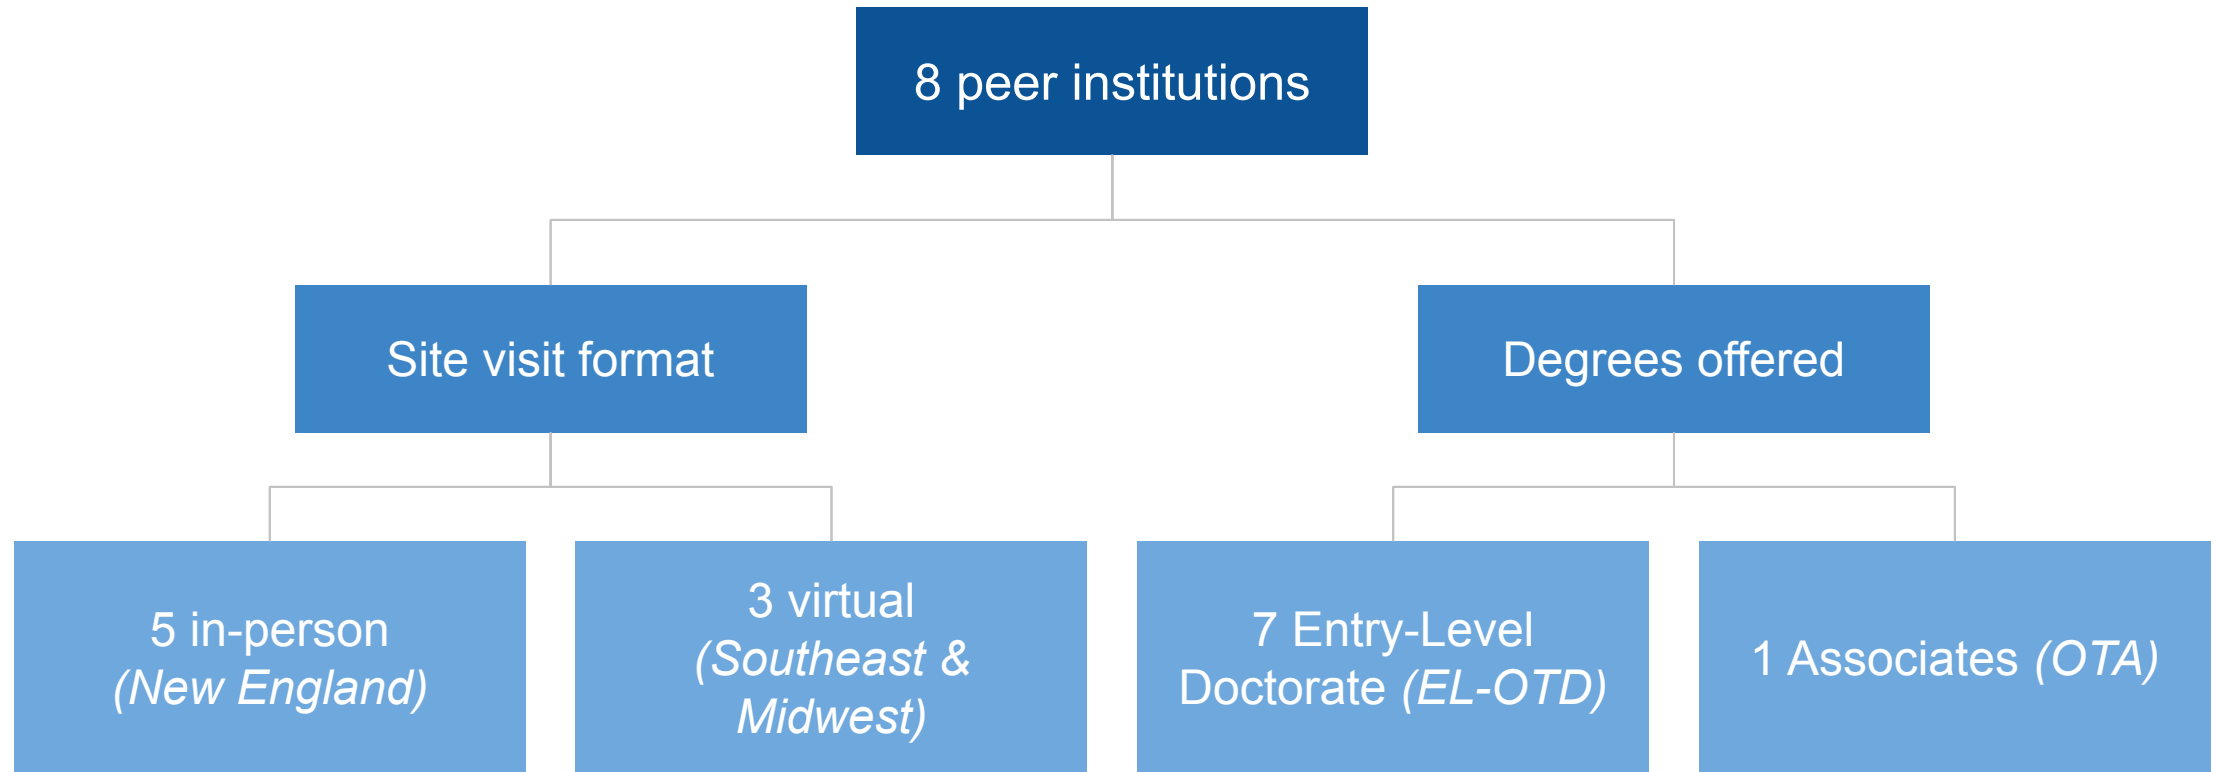 8 peer institutions
Site visit format
Degrees offered
5 in-person
(New England)
3 virtual
(Southeast &
Midwest)
7 Entry-Level
Doctorate (EL-OTD)
1 Associates (OTA)